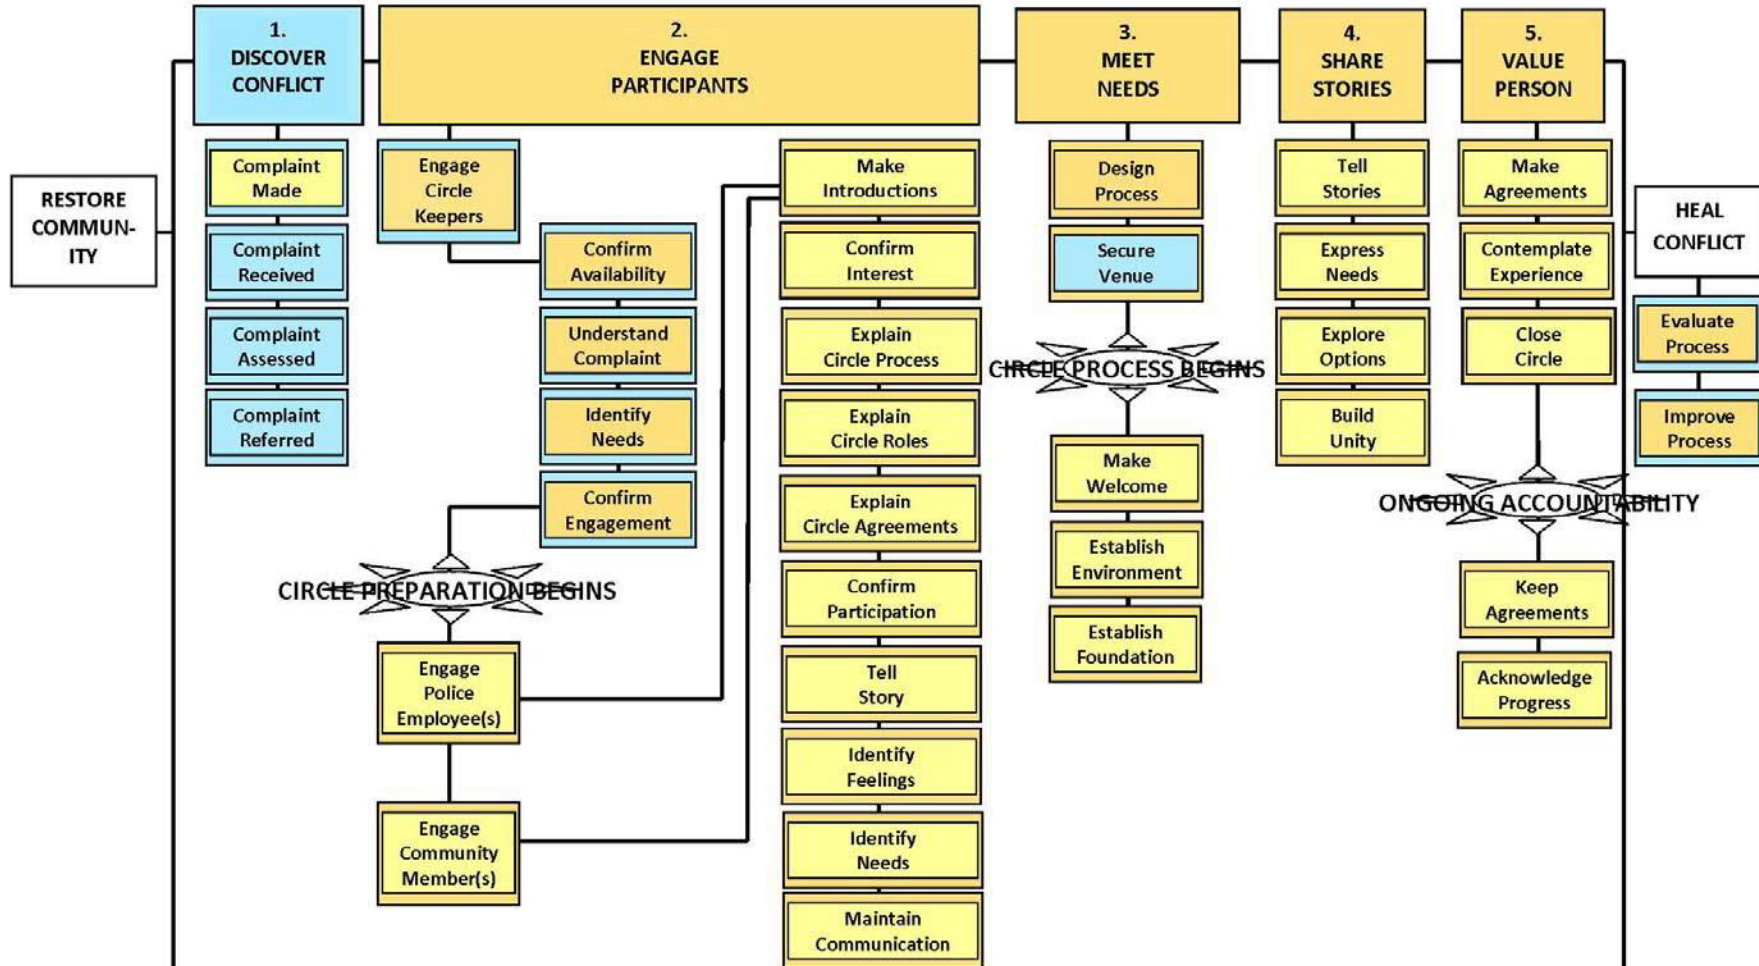 RESTORE
COMMUN-
ITY
1.
DISCOVER
CONFLICT
Complaint
Made
Complaint
Received
Complaint
Assessed
Complaint
Referred
2.
ENGAGE
PARTICIPANTS
Engage
Circle
Keepers
Confirm
Availability
Understand
Complaint
Identify
Needs
Confirm
Engagement
CIRCLE PREPARATION BEGINS
Engage
Police
Employee(s)
Engage
Community
Member(s)
Make
Introductions
Confirm
Interest
Explain
Circle Process
Explain
Circle Roles
Explain
Circle Agreements
Confirm
Participation
Tell
Story
Identify
Feelings
Identify
Needs
Maintain
Communication
3.
MEET
NEEDS
Design
Process
Secure
Venue
CIRCLE PROCESS BEGINS
Make
Welcome
Establish
Environment
Establish
Foundation
4.
SHARE
STORIES
Tell
Stories
Express
Needs
Explore
Options
Build
Unity
5.
VALUE
PERSON
Make
Agreements
Contemplate
Experience
Close
Circle
ONGOING ACCOUNTABILITY
Keep
Agreements
Acknowledge
Progress
HEAL
CONFLICT
Evaluate
Process
Improve
Process